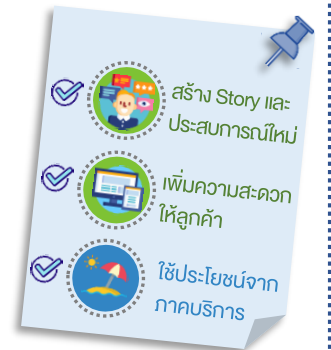 สร้าง Story และ
ประสบการณ์ใหม่
เพิ่มความสะดวก
ให้ลูกค้า
ใช้ประโยชน์จาก
ภาคบริการ